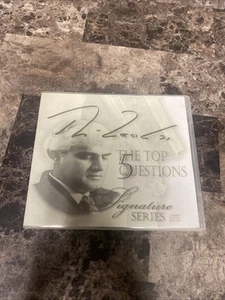 THE TOP
5
QUESTIONS
Signature
SERIES